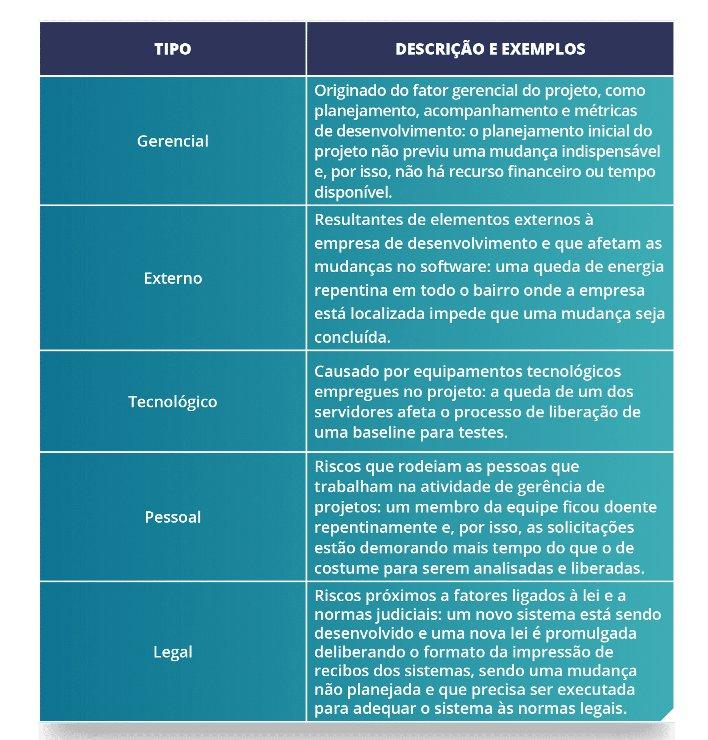 TIPO
DESCRIÇÃO E EXEMPLOS
Gerencial
Originado do fator gerencial do projeto, como
planejamento, acompanhamento e métricas
de desenvolvimento: o planejamento inicial do
projeto não previu uma mudança indispensável
e, por isso, não há recurso financeiro ou tempo
disponível.
Externo
Resultantes de elementos externos à
empresa de desenvolvimento e que afetam as
mudanças no software: uma queda de energia
repentina em todo o bairro onde a empresa
está localizada impede que uma mudança seja
concluída.
Tecnológico
Causado por equipamentos tecnológicos
empregues no projeto: a queda de um dos
servidores afeta o processo de liberação de
uma baseline para testes.
Pessoal
Riscos que rodeiam as pessoas que
trabalham na atividade de gerência de
projetos: um membro da equipe ficou doente
repentinamente e, por isso, as solicitações
estão demorando mais tempo do que o de
costume para serem analisadas e liberadas.
Legal
Riscos próximos a fatores ligados à lei e a
normas judiciais: um novo sistema está sendo
desenvolvido e uma nova lei é promulgada
deliberando o formato da impressão de
recibos dos sistemas, sendo uma mudança
não planejada e que precisa ser executada
para adequar o sistema às normas legais.